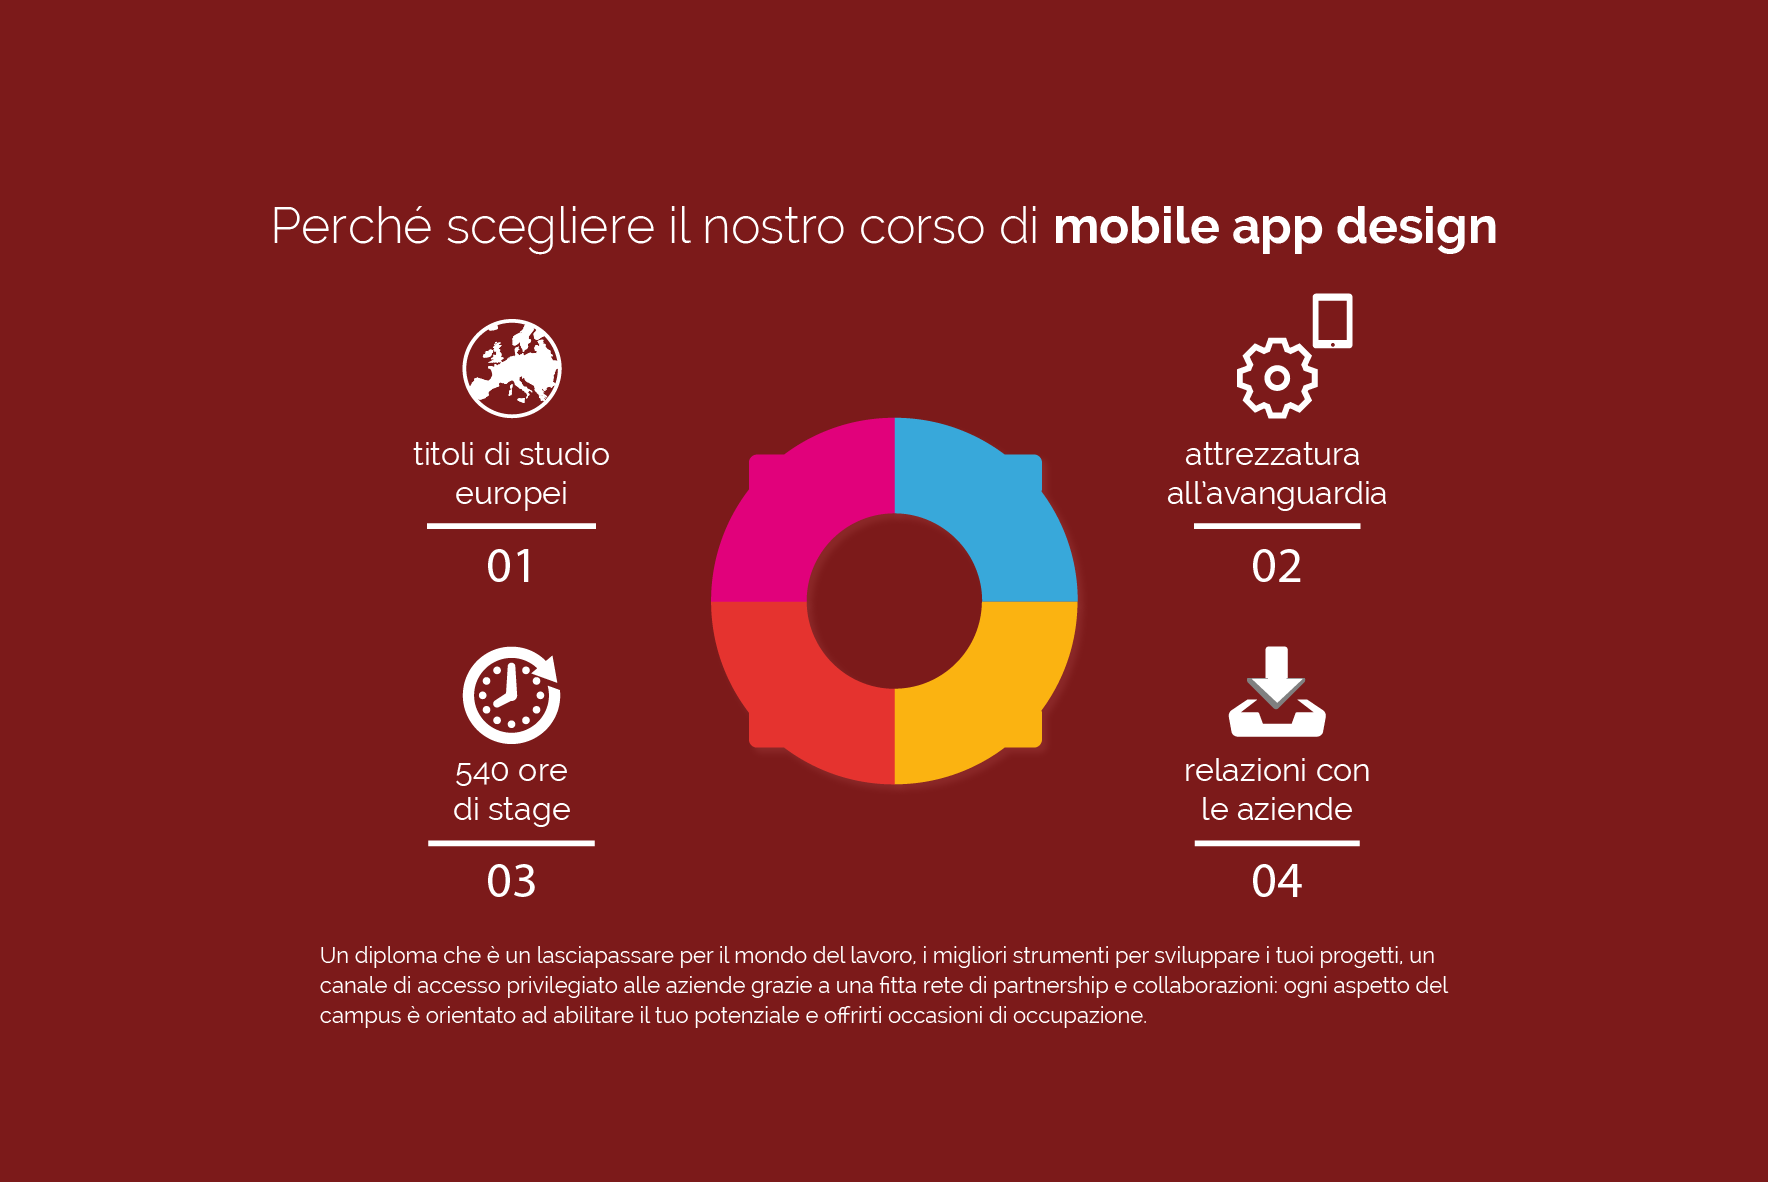 Perché scegliere il nostro corso di mobile app design
titoli di studio
europei
01
attrezzatura
all'avanguardia
02
540 ore
di stage
03
relazioni con
le aziende
04
Un diploma che è un lasciapassare per il mondo del lavoro, i migliori strumenti per sviluppare i tuoi progetti, un
canale di accesso privilegiato alle aziende grazie a una fitta rete di partnership e collaborazioni: ogni aspetto del
campus è orientato ad abilitare il tuo potenziale e offrirti occasioni di occupazione.